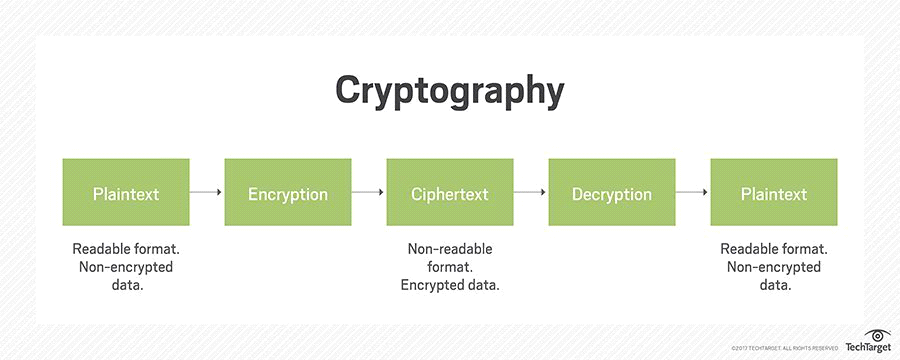 Cryptography
Plaintext
Encryption
Ciphertext
Decryption
Plaintext
Readable format.
Non-encrypted
data.
Non-readable
format.
Encrypted data.
Readable format.
Non-encrypted
data.
©2017 TECHTARGET. ALL RIGHTS RESERVED
TechTarget